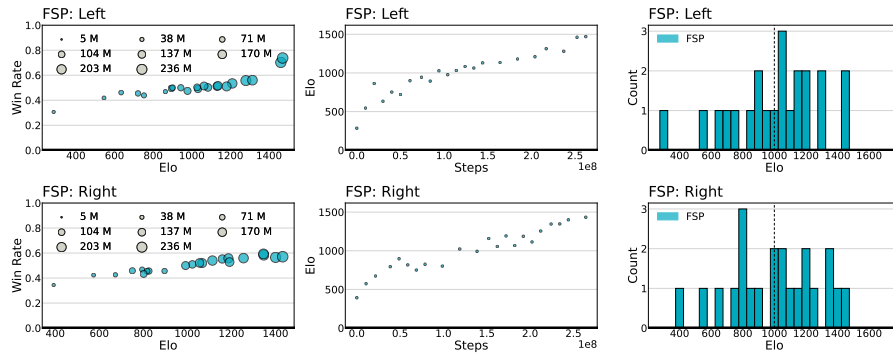 FSP: Left
1.0
0.8
0.6
0.4
0.2
0.0
Win Rate
5 M
38 M
71 M
104 M
137 M
170 M
203 M
236 M
400
600
800
1000
1200
1400
Elo
FSP: Left
1500
1000
500
0
Elo
0.0
0.5
1.0
1.5
2.0
2.5
1e8
Steps
FSP: Left
3
2
1
0
Count
FSP
400
600
800
1000
1200
1400
1600
Elo
FSP: Right
1.0
0.8
0.6
0.4
0.2
0.0
Win Rate
5 M
38 M
71 M
104 M
137 M
170 M
203 M
236 M
400
600
800
1000
1200
1400
Elo
FSP: Right
1500
1000
500
0
Elo
0.0
0.5
1.0
1.5
2.0
2.5
1e8
Steps
FSP: Right
3
2
1
0
Count
FSP
400
600
800
1000
1200
1400
1600
Elo